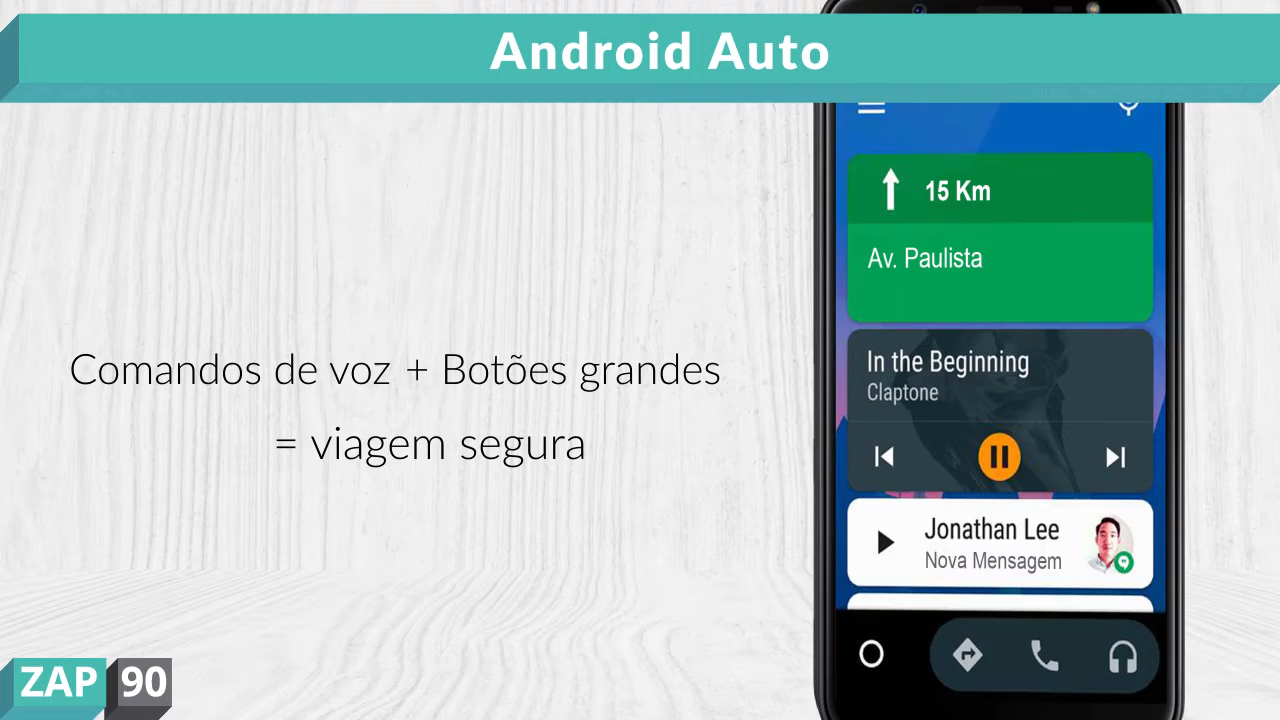 Android Auto
15 Km
Av. Paulista
Comandos de voz + Botões grandes
= viagem segura
In the Beginning
Claptone
Jonathan Lee
Nova Mensagem
ZAP 90